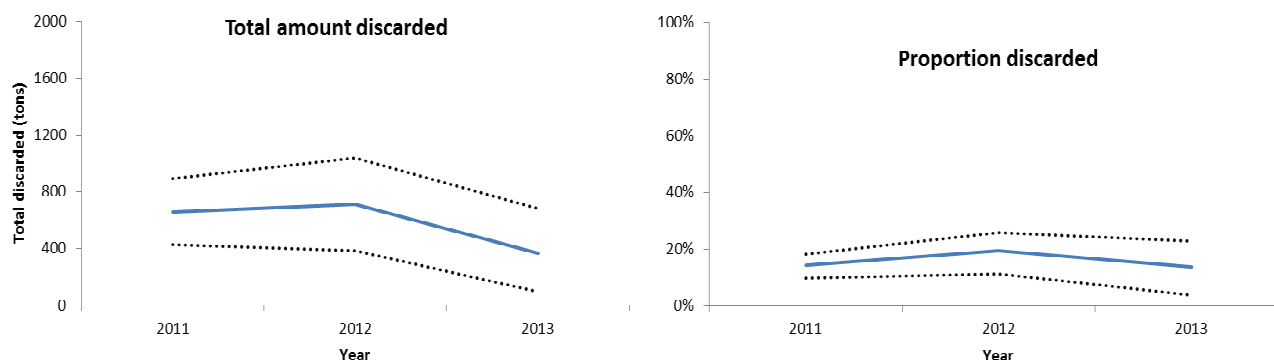 Total amount discarded
Total discarded (tons)
2000
1600
1200
800
400
0
2011 2012 2013
Year
Proportion discarded
100%
80%
60%
40%
20%
0%
2011 2012 2013
Year